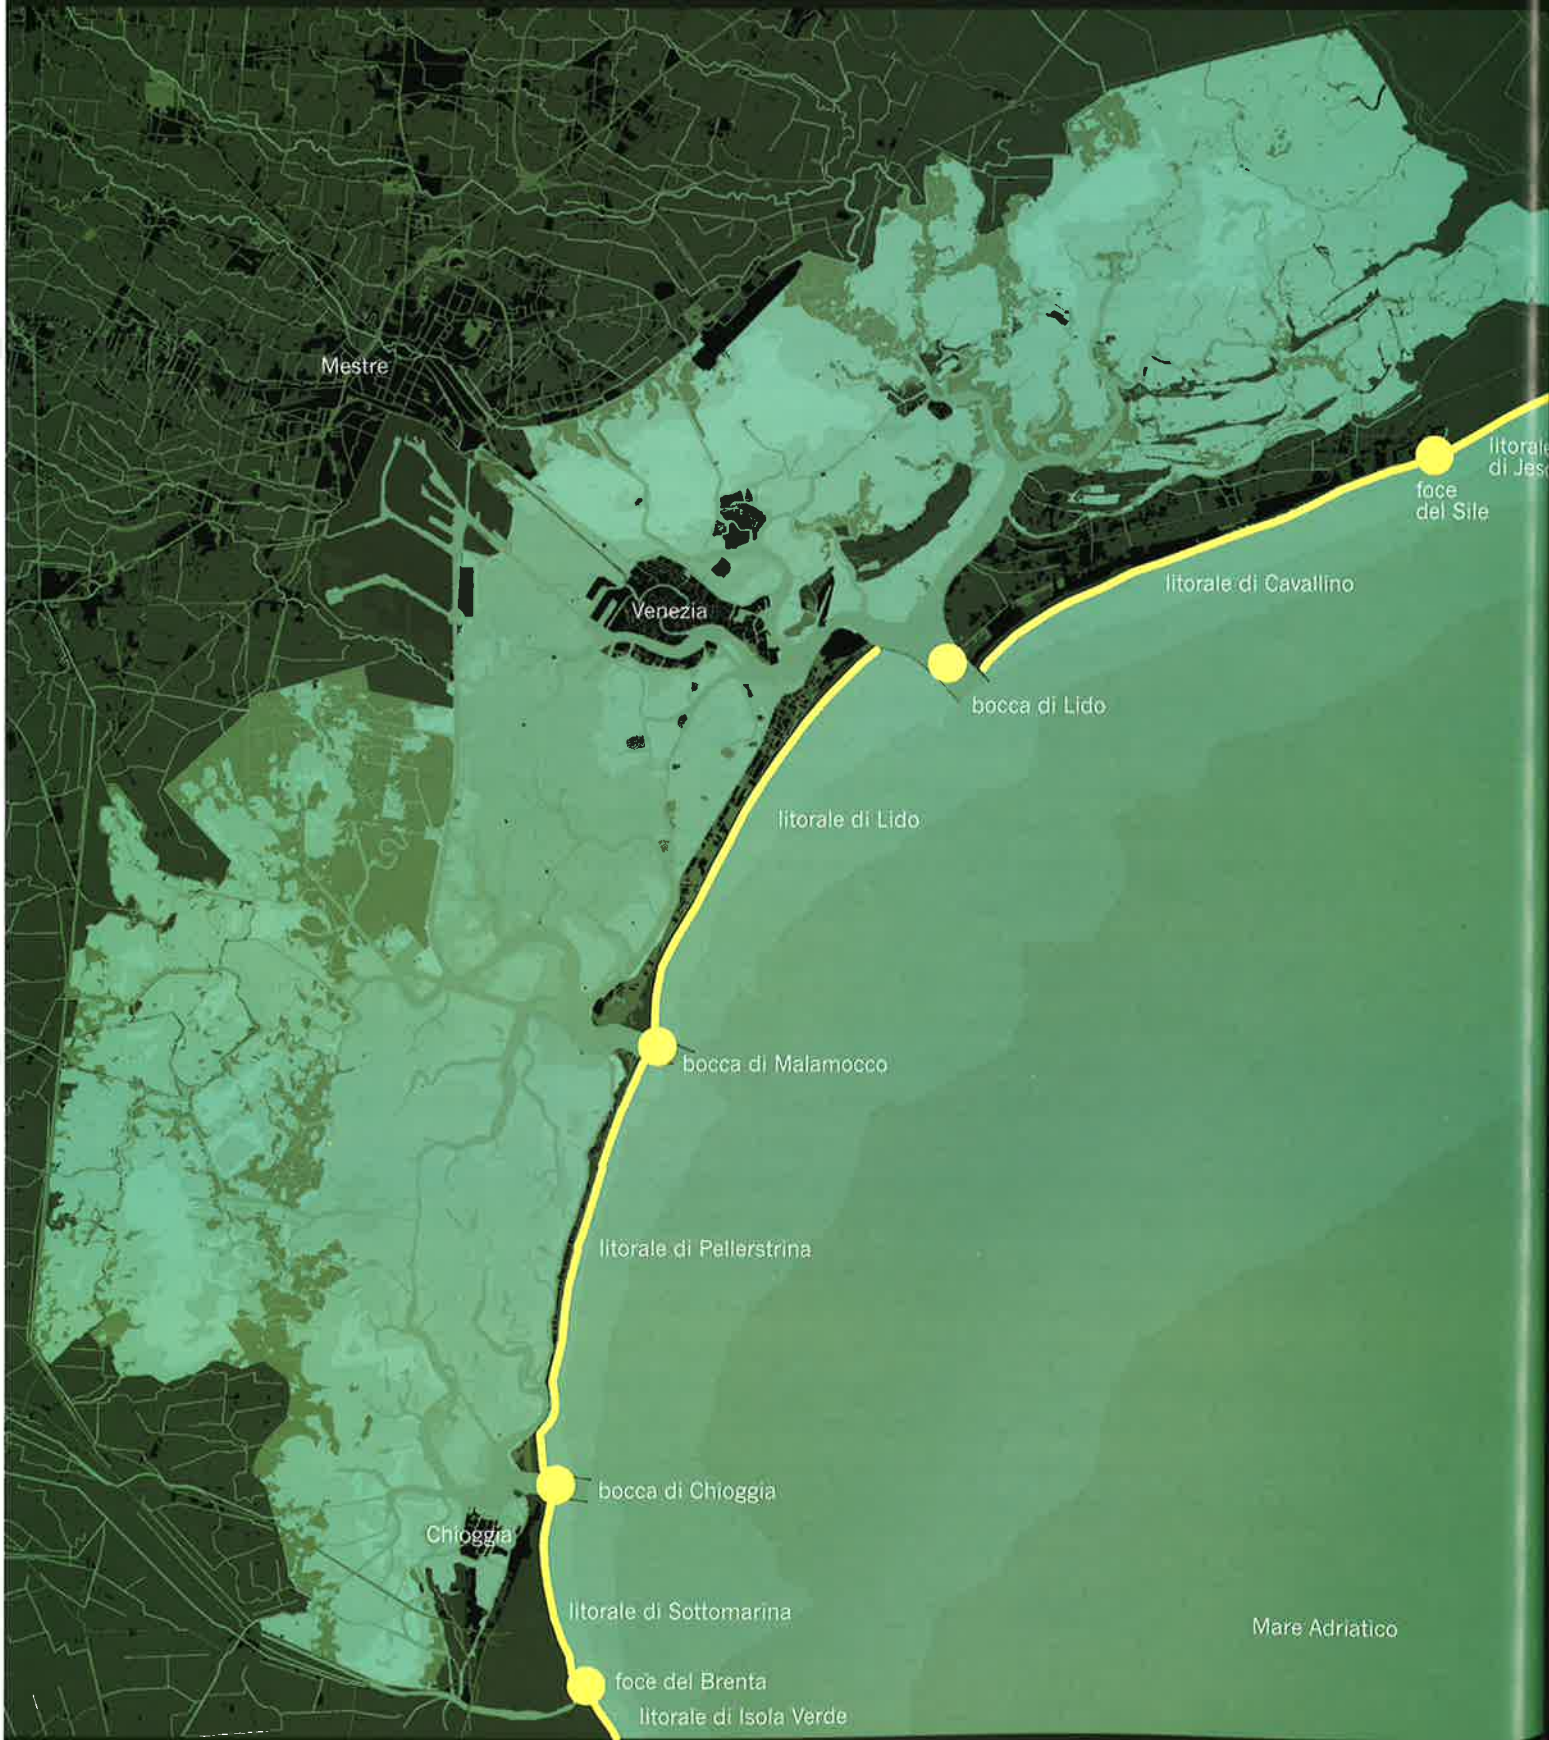 Mestre
litorale
foce
del Sile
litorale di Cavallino
Venezia
bocca di Lido
litorale di Lido
bocca di Malamocco
litorale di Pellerstrina
bocca di Chioggia
Chioggia
litorale di Sottomarina
Mare Adriatico
foce del Brenta
litorale di Isola Verde